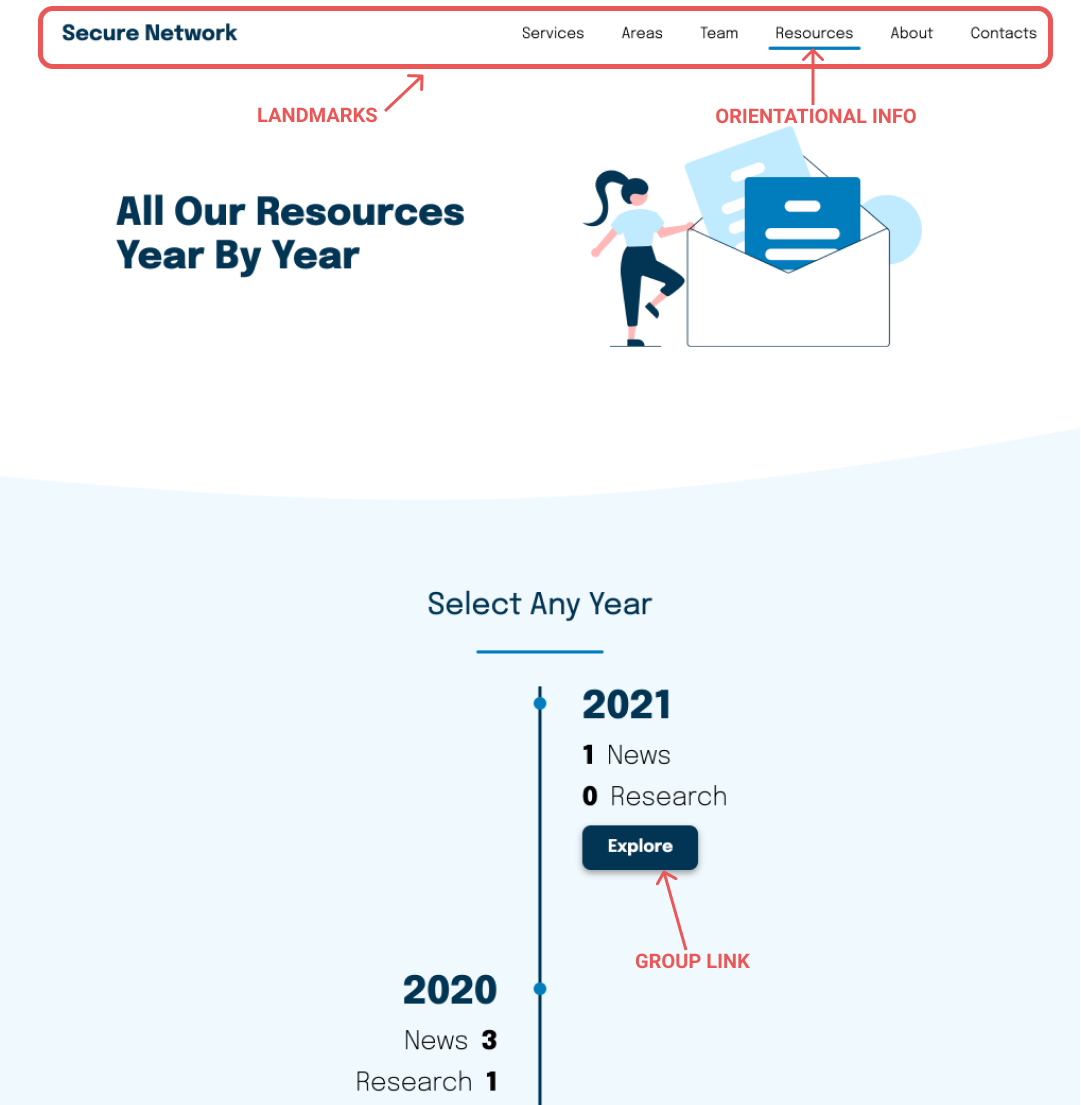 Secure Network
Services Areas Team Resources About Contacts
LANDMARKS
ORIENTATIONAL INFO
All Our Resources
Year By Year
Select Any Year
2021
1 News
0 Research
Explore
GROUP LINK
2020
News 3
Research 1